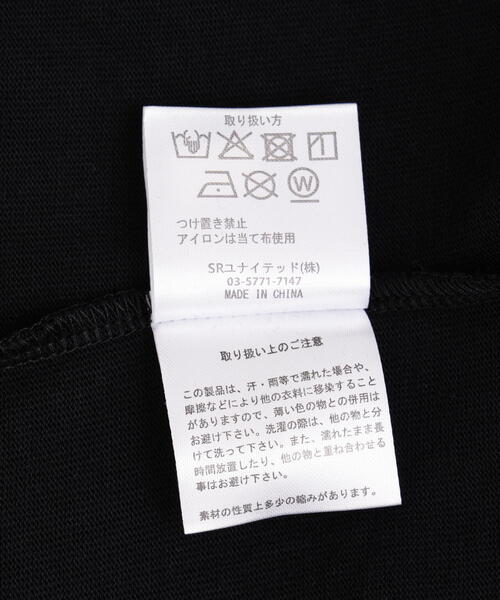 取り扱い方
W
つけ置き禁止
アイロンは当て布使用
SRユナイテッド(株)
03-5771-7147
MADE IN CHINA
取り扱い上のご注意
この製品は、汗・雨等で濡れた場合や、
摩擦などにより他の衣料に移染すること
がありますので、薄い色の物との併用は
お避け下さい。洗濯の際は、他の物と分
けて洗って下さい。また、濡れたまま長
時間放置したり、他の物と重ね合わせる
事はお避け下さい。
素材の性質上多少の縮みがあります。